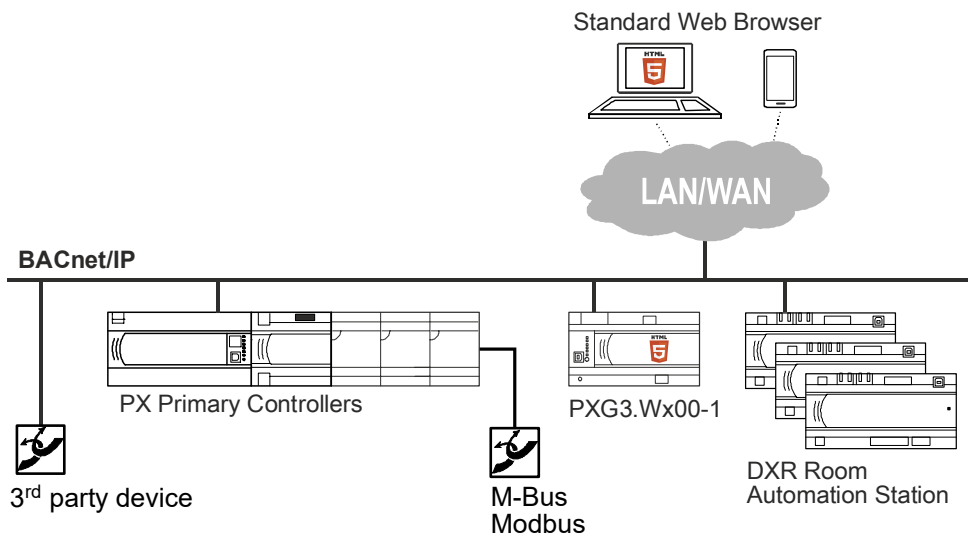 Standard Web Browser
HTML
5
LAN/WAN
BACnet/IP
HTML
5
PX Primary Controllers
PXG3.Wx00-1
DXR Room
Automation Station
3rd party device
M-Bus
Modbus